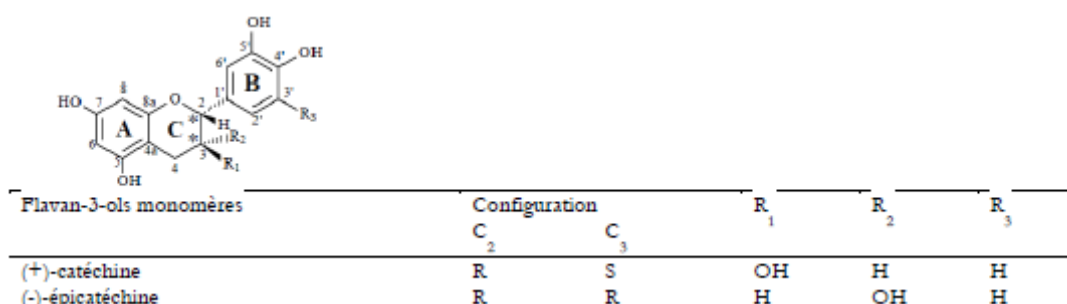 OH
5'
6' 4' OH
B
1' 3'
8 8a O 2 2' R3
HO 7 * H
A C * R2
6 4a 3
5 4 R1
OH
Flavan-3-ols monomères Configuration R1 R2 R3
C2 C3
(+)-catéchine R S OH H H
(-)-épicatéchine R R H OH H